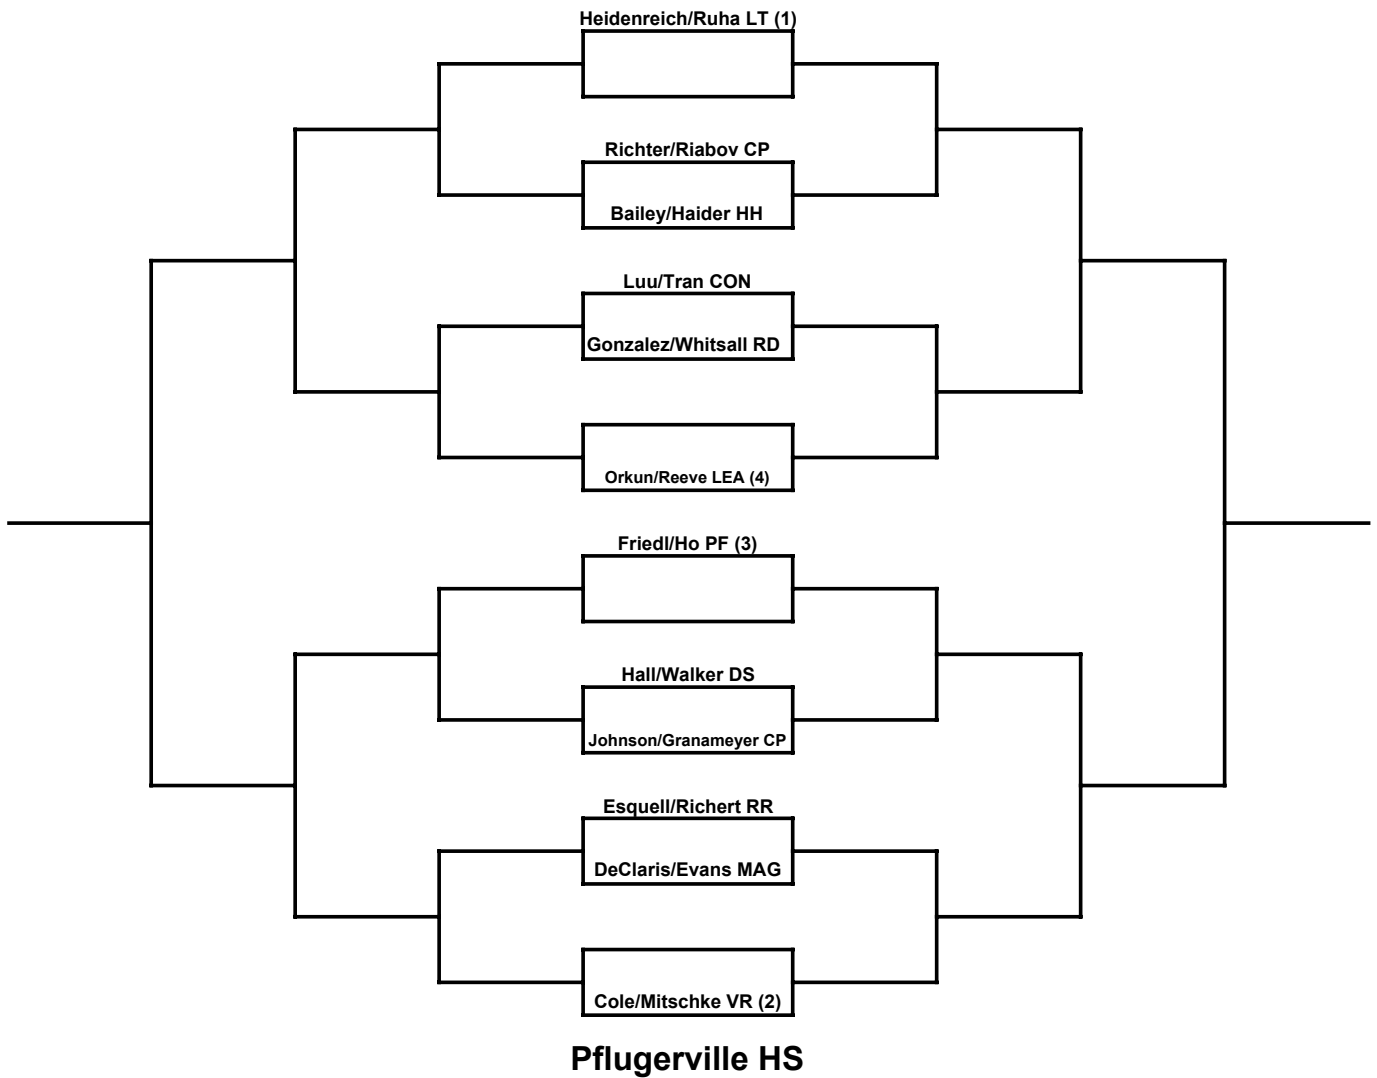 Heidenreich/Ruha LT (1)
Richter/Riabov CP
Bailey/Haider HH
Luu/Tran CON
Gonzalez/Whitsall RD
Orkun/Reeve LEA (4)
Friedl/Ho PF (3)
Hall/Walker DS
Johnson/Granameyer CP
Esquell/Richert RR
DeClaris/Evans MAG
Cole/Mitschke VR (2)
Pflugerville HS